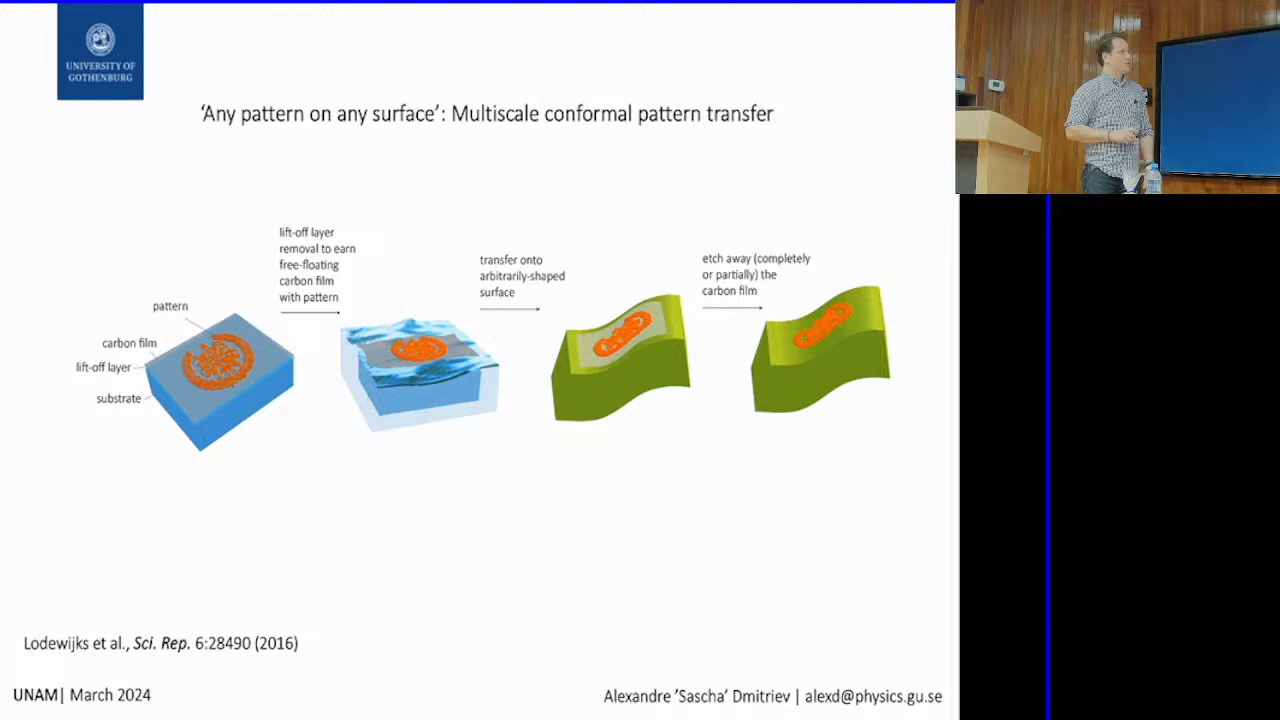 UNIVERSITY OF
GOTHENBURG
‘Any pattern on any surface’: Multiscale conformal pattern transfer
pattern
carbon film
lift-off layer
substrate
lift-off layer
removal to earn
free-floating
carbon film
with pattern
transfer onto
arbitrarily-shaped
surface
etch away (completely
or partially) the
carbon film
Lodewijks et al., Sci. Rep. 6:28490 (2016)
UNAM| March 2024
Alexandre ’Sascha’ Dmitriev | alexd@physics.gu.se